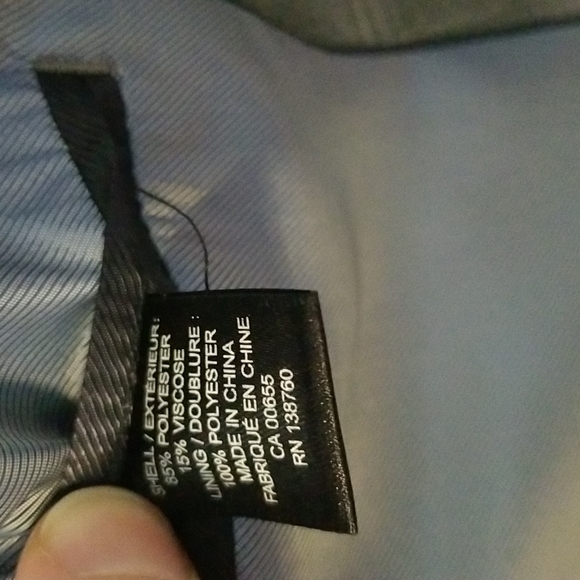 SHELL / EXTÉRIEUR :
85% POLYESTER
15% VISCOSE
LINING / DOUBLURE :
100% POLYESTER
MADE IN CHINA
FABRIQUÉ EN CHINE
CA 00655
RN 138760